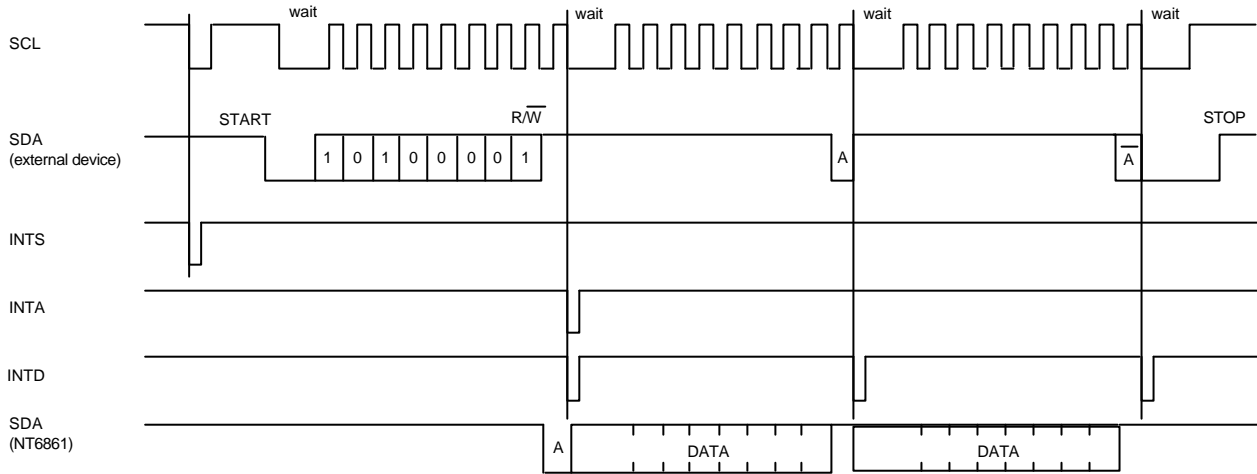 wait wait wait wait
SCL
START R/W̅ STOP
SDA
(external device)
1 0 1 0 0 0 0 1 A A̅
INTS
INTA
INTD
SDA
(NT6861)
A DATA DATA